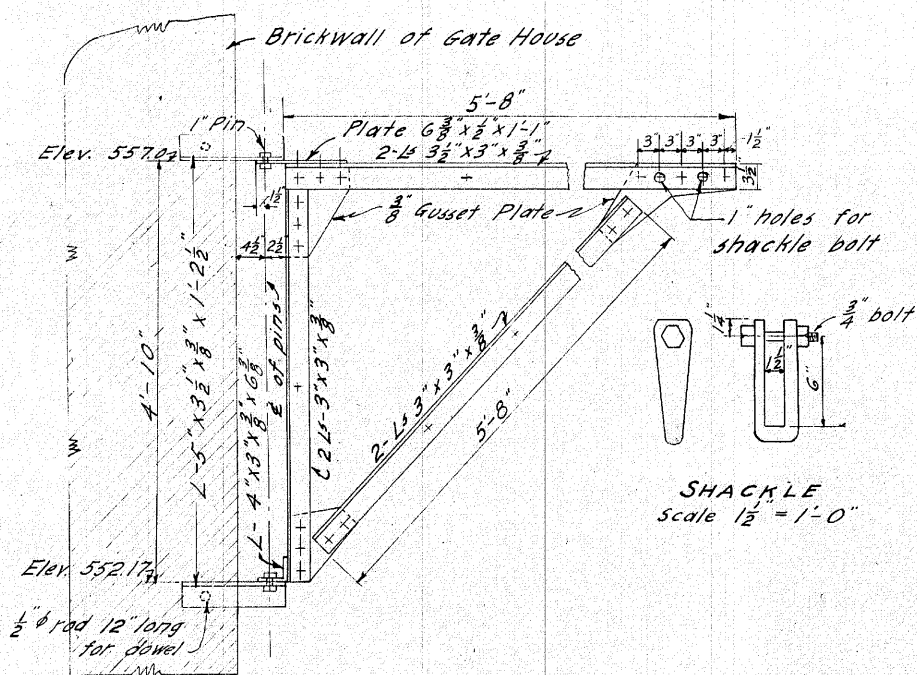 Brickwall of Gate House
5'-8"
1" Pin
Plate 6 3/8" x 1/2" x 1'-1"
2-Ls 3 1/2" x 3" x 3/8"
3" 3" 3" 3" 1 1/2"
3 1/2"
Elev. 557.0
1 1/2"
3/8" Gusset Plate
1" holes for
shackle bolt
4 1/2" 2 1/2"
4'-10"
L-5" x 3 1/2" x 3/8" x 1'-2 1/2"
L-4" x 3" x 3/8" x 6 3/8"
℄ of pins
2 Ls-3" x 3" x 3/8"
2-Ls 3" x 3" x 3/8"
5'-8"
1 1/4"
3/4" bolt
1 1/2"
6"
SHACKLE
Scale 1 1/2" = 1'-0"
Elev. 552.17
1/2" ϕ rod 12" long
for dowel